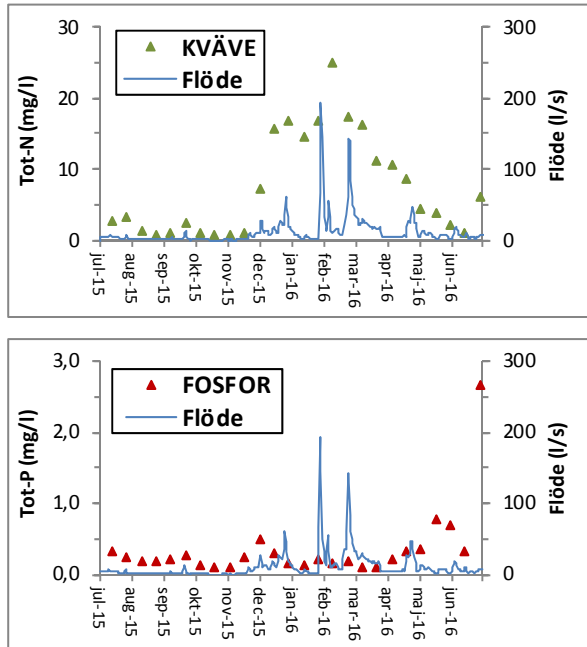 30
20
10
0
Tot-N (mg/l)
KVÄVE
Flöde
300
200
100
0
Flöde (l/s)
jul-15
aug-15
sep-15
okt-15
nov-15
dec-15
jan-16
feb-16
mar-16
apr-16
maj-16
jun-16
3,0
2,0
1,0
0,0
Tot-P (mg/l)
FOSFOR
Flöde
300
200
100
0
Flöde (l/s)
jul-15
aug-15
sep-15
okt-15
nov-15
dec-15
jan-16
feb-16
mar-16
apr-16
maj-16
jun-16